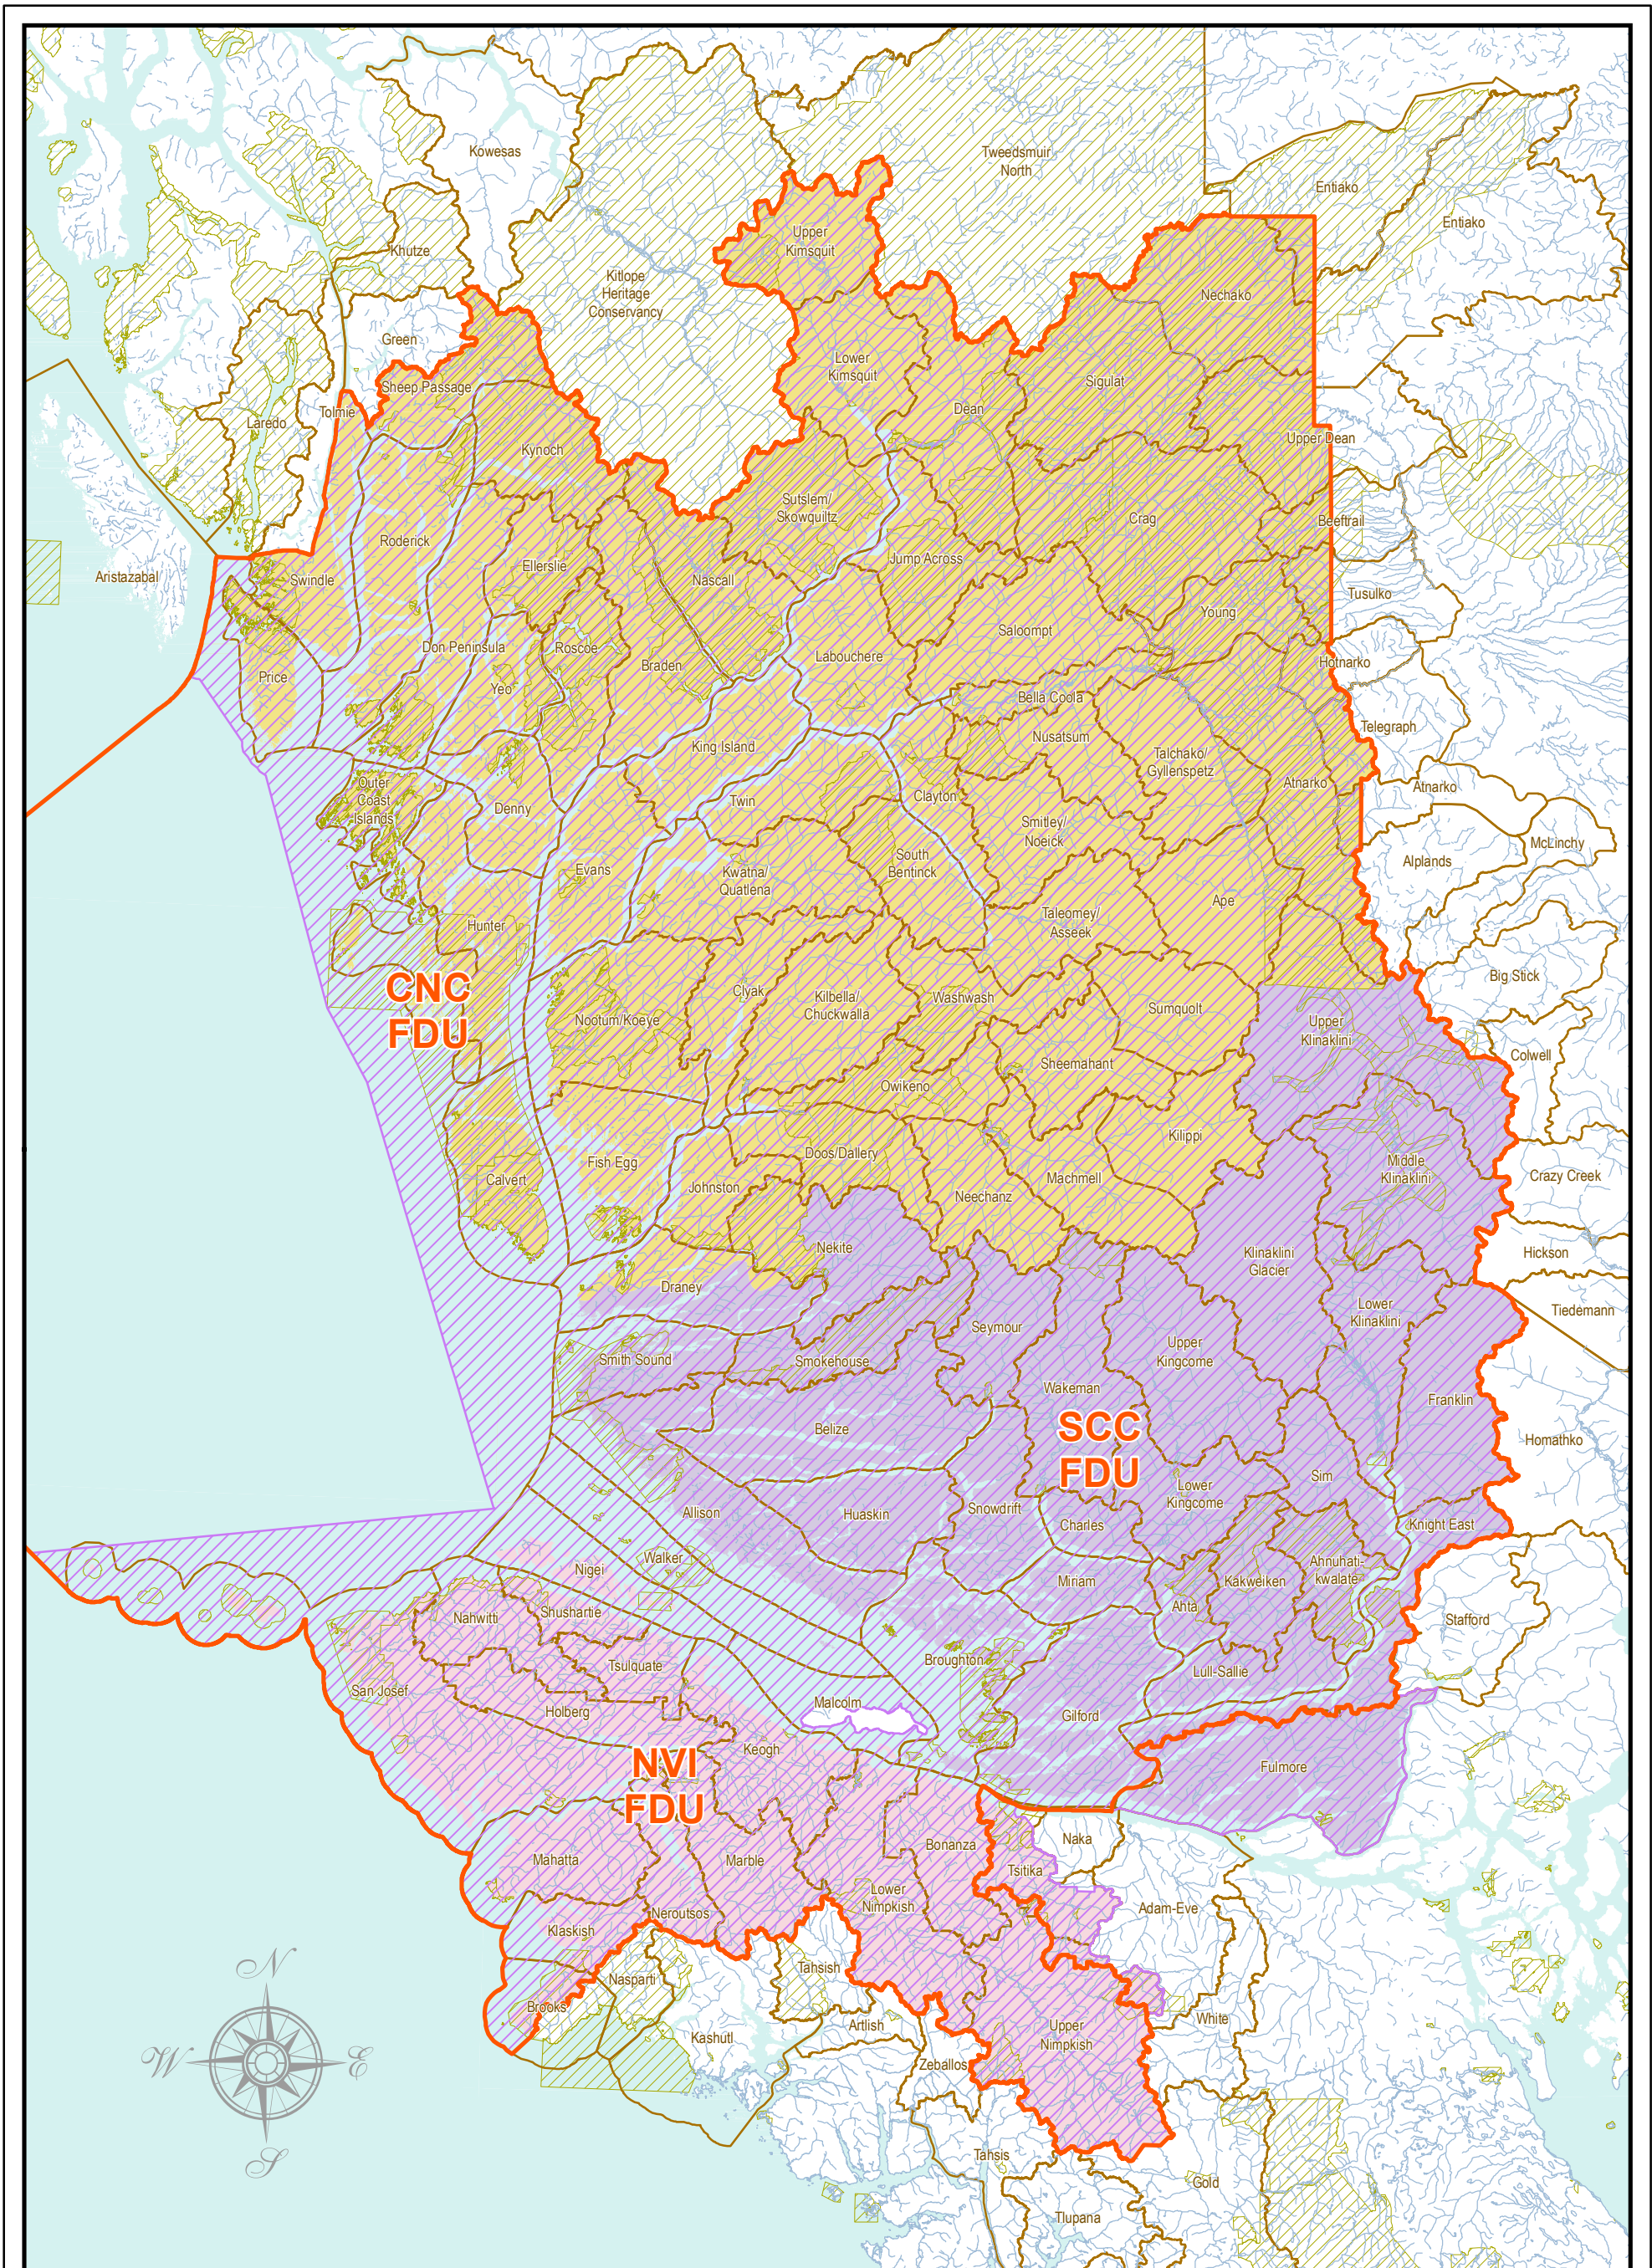 Kowesas
Tweedsmuir
North
Entiako
Entiako
Upper
Kimsquit
Khutze
Kitlope
Heritage
Conservancy
Nechako
Green
Lower
Kimsquit
Sheep Passage
Sigulat
Tolmie
Laredo
Dean
Kynoch
Upper Dean
Sutslem/
Skowquiltz
Crag
Beeftrail
Roderick
Ellerslie
Jump Across
Aristazabal
Swindle
Nascall
Tusulko
Young
Saloompt
Don Peninsula
Roscoe
Braden
Labouchere
Hotnarko
Price
Yeo
Bella Coola
Telegraph
Nusatsum
King Island
Talchako/
Gyllenspetz
Outer
Coast
Islands
Atnarko
Atnarko
Denny
Twin
Clayton
Smitley/
Noeick
McLinchy
Alplands
South
Bentinck
Evans
Kwatna/
Quatlena
Ape
Taleomey/
Asseek
Hunter
Big Stick
CNC
FDU
Clyak
Kilbella/
Chuckwalla
Washwash
Sumquolt
Nootum/Koeye
Upper
Klinaklini
Colwell
Sheemahant
Owikeno
Kilippi
Doos/Dallery
Fish Egg
Middle
Klinaklini
Crazy Creek
Calvert
Johnston
Machmell
Neechanz
Nekite
Klinaklini
Glacier
Hickson
Draney
Lower
Klinaklini
Tiedemann
Seymour
Smith Sound
Smokehouse
Upper
Kingcome
Wakeman
Franklin
SCC
FDU
Belize
Homathko
Sim
Lower
Kingcome
Allison
Huaskin
Snowdrift
Charles
Knight East
Walker
Nigei
Ahnuhati-
kwalate
Miriam
Kakweiken
Ahta
Nahwitti
Shushartie
Stafford
Tsulquate
Broughton
Lull-Sallie
San Josef
Malcolm
Holberg
Gilford
Keogh
NVI
FDU
Fulmore
Naka
Bonanza
Mahatta
Marble
Tsitika
Lower
Nimpkish
Adam-Eve
Neroutsos
Klaskish
N
Tahsish
Nasparti
Brooks
White
Artlish
Upper
Nimpkish
Kashutl
W
E
Zeballos
Tahsis
S
Gold
Tlupana